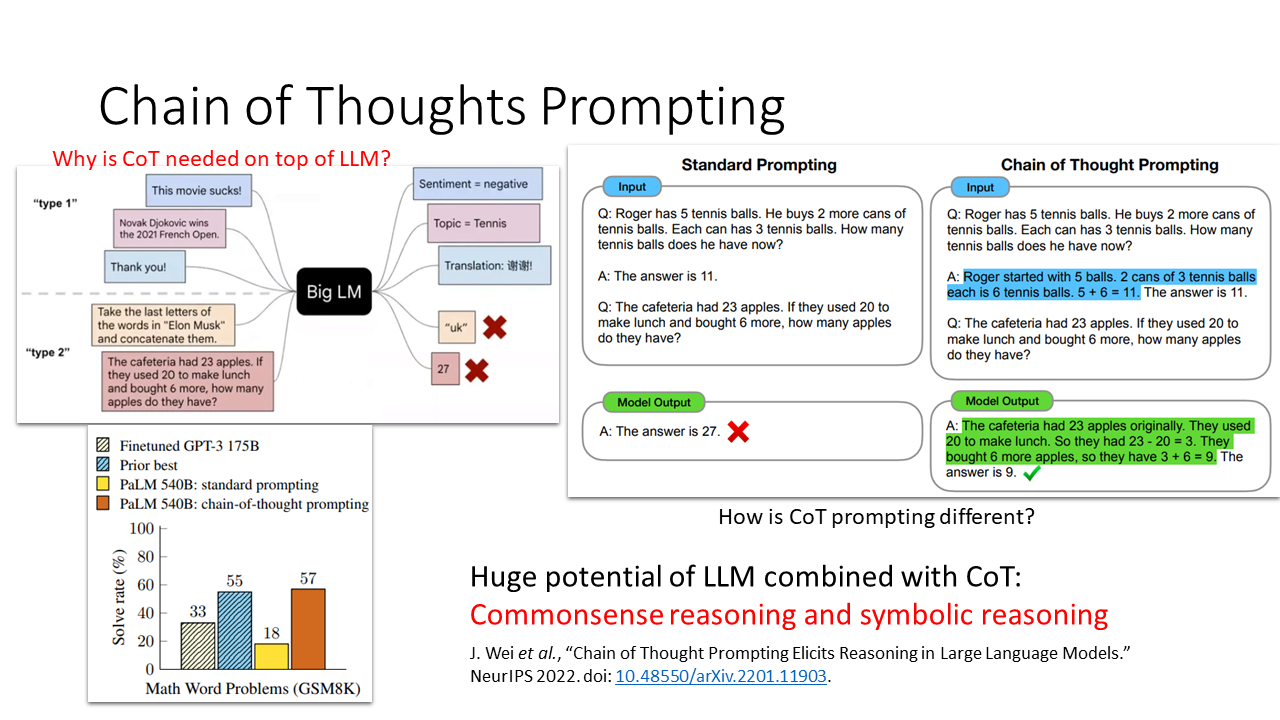 Chain of Thoughts Prompting
Why is CoT needed on top of LLM?
“type 1”
This movie sucks!
Novak Djokovic wins
the 2021 French Open.
Thank you!
“type 2”
Take the last letters of
the words in "Elon Musk"
and concatenate them.
The cafeteria had 23 apples. If
they used 20 to make lunch
and bought 6 more, how many
apples do they have?
Big LM
Sentiment = negative
Topic = Tennis
Translation: 谢谢!
“uk”
27
Standard Prompting
Input
Q: Roger has 5 tennis balls. He buys 2 more cans of
tennis balls. Each can has 3 tennis balls. How many
tennis balls does he have now?
A: The answer is 11.
Q: The cafeteria had 23 apples. If they used 20 to
make lunch and bought 6 more, how many apples
do they have?
Model Output
A: The answer is 27.
Chain of Thought Prompting
Input
Q: Roger has 5 tennis balls. He buys 2 more cans of
tennis balls. Each can has 3 tennis balls. How many
tennis balls does he have now?
A: Roger started with 5 balls. 2 cans of 3 tennis balls
each is 6 tennis balls. 5 + 6 = 11. The answer is 11.
Q: The cafeteria had 23 apples. If they used 20 to
make lunch and bought 6 more, how many apples
do they have?
Model Output
A: The cafeteria had 23 apples originally. They used
20 to make lunch. So they had 23 - 20 = 3. They
bought 6 more apples, so they have 3 + 6 = 9. The
answer is 9.
How is CoT prompting different?
Finetuned GPT-3 175B
Prior best
PaLM 540B: standard prompting
PaLM 540B: chain-of-thought prompting
Solve rate (%)
100
80
60
40
20
0
33
55
18
57
Math Word Problems (GSM8K)
Huge potential of LLM combined with CoT:
Commonsense reasoning and symbolic reasoning
J. Wei et al., “Chain of Thought Prompting Elicits Reasoning in Large Language Models.”
NeurIPS 2022. doi: 10.48550/arXiv.2201.11903.